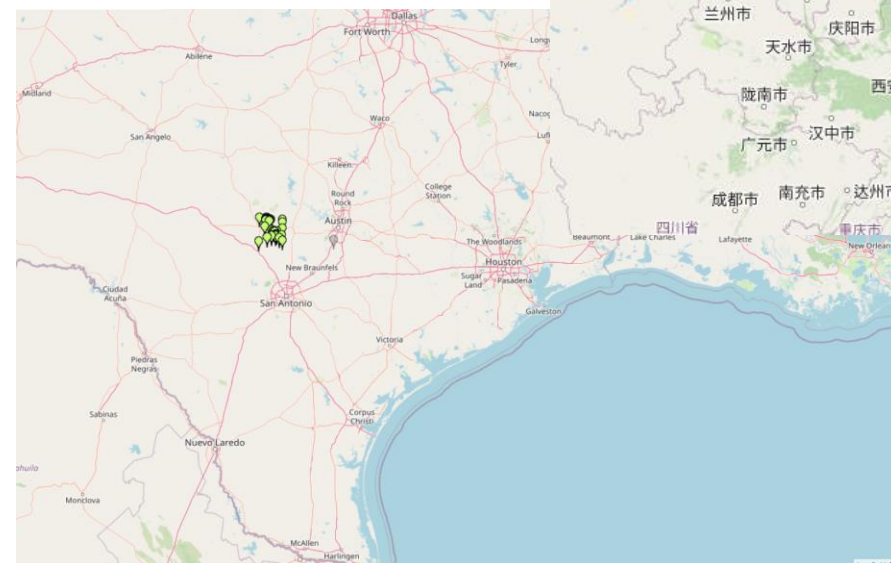 Dallas
Fort Worth
Abilene
Tyler
Midland
Waco
San Angelo
Killeen
Round
Rock
College
Station
Austin
The Woodlands
Houston
New Braunfels
Sugar
Land
Pasadena
San Antonio
Galveston
Ciudad
Acuña
Victoria
Piedras
Negras
Corpus
Christi
Sabinas
Nuevo Laredo
Monclova
McAllen
Harlingen
兰州市
庆阳市
天水市
陇南市
汉中市
广元市
成都市
南充市
达州市
四川省
重庆市
Beaumont
Lake Charles
Lafayette
New Orlean